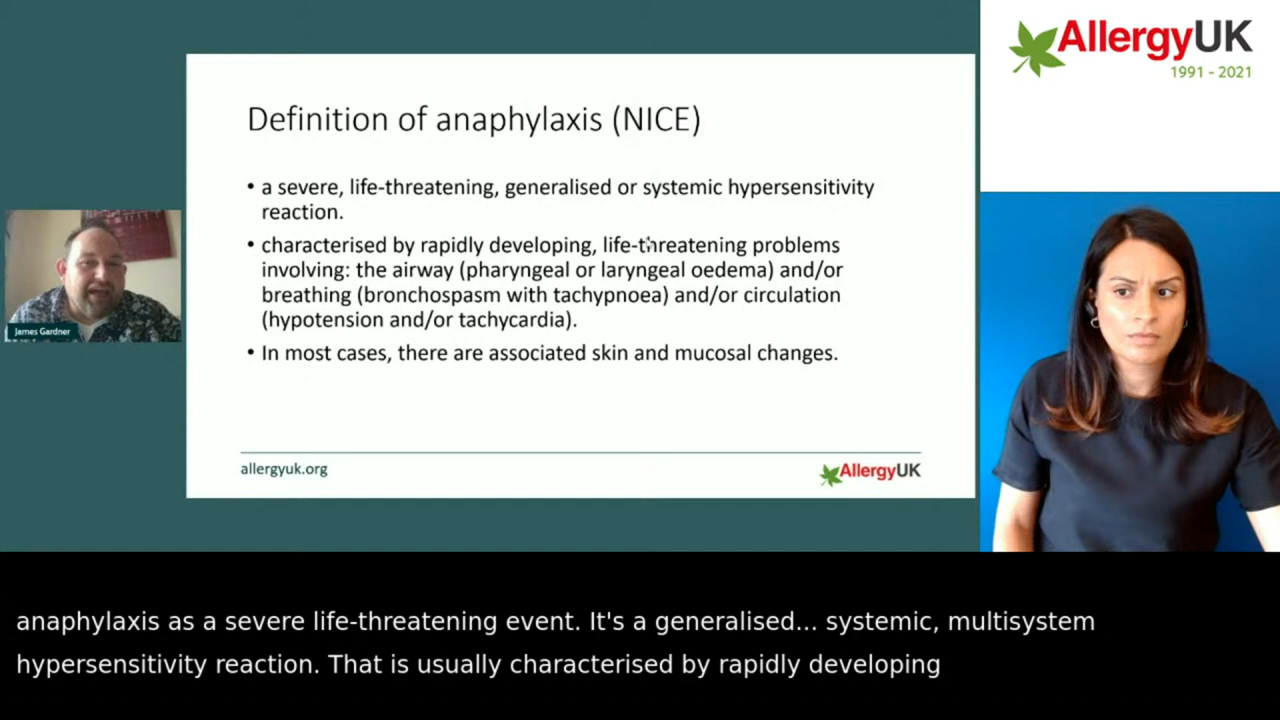 AllergyUK
1991 - 2021
Definition of anaphylaxis (NICE)
• a severe, life-threatening, generalised or systemic hypersensitivity
reaction.
• characterised by rapidly developing, life-threatening problems
involving: the airway (pharyngeal or laryngeal oedema) and/or
breathing (bronchospasm with tachypnoea) and/or circulation
(hypotension and/or tachycardia).
• In most cases, there are associated skin and mucosal changes.
allergyuk.org
AllergyUK
James Gardner
anaphylaxis as a severe life-threatening event. It's a generalised... systemic, multisystem
hypersensitivity reaction. That is usually characterised by rapidly developing